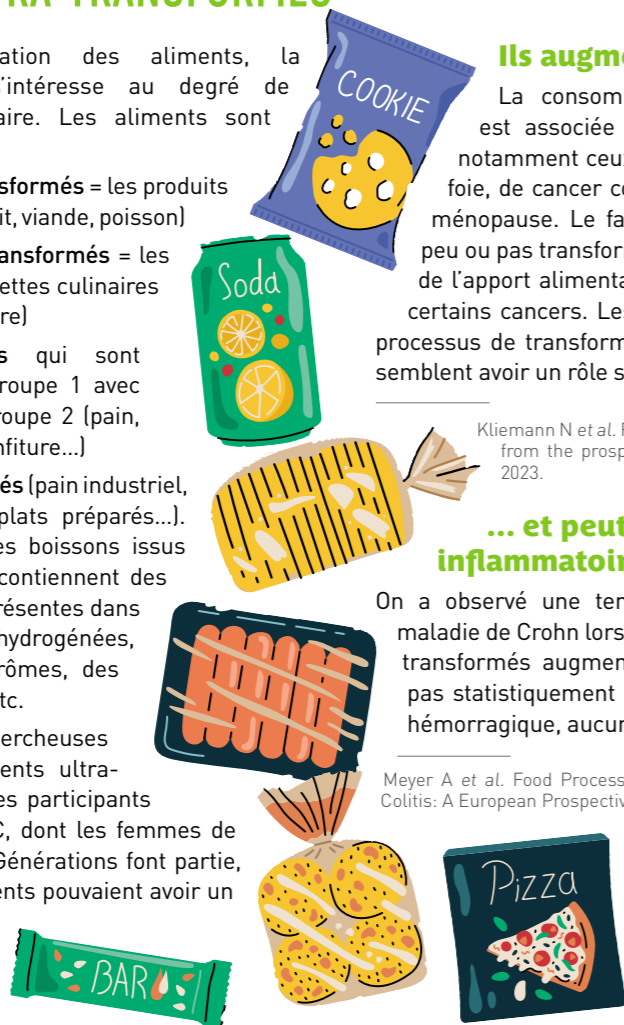 ation des aliments, la
'intéresse au degré de
aire. Les aliments sont
nsformés = les produits
it, viande, poisson)
ransformés = les
ettes culinaires
re)
s qui sont
roupe 1 avec
roupe 2 (pain,
nfiture...)
és (pain industriel,
plats préparés...).
es boissons issus
contiennent des
résentes dans
hydrogénées,
rômes, des
tc.
ercheuses
ents ultra-
es participants
C, dont les femmes de
Générations font partie,
ents pouvaient avoir un
COOKIE
Soda
BAR
Ils augme
La consom
est associée
notamment ceux
foie, de cancer co
ménopause. Le fa
peu ou pas transfor
de l'apport alimenta
certains cancers. Les
processus de transform
semblent avoir un rôle s
Kliemann N et al. F
from the prosp
2023.
... et peut
inflammatoir
On a observé une ten
maladie de Crohn lors
transformés augmen
pas statistiquement
hémorragique, aucur
Meyer A et al. Food Process
Colitis: A European Prospectiv
Pizza